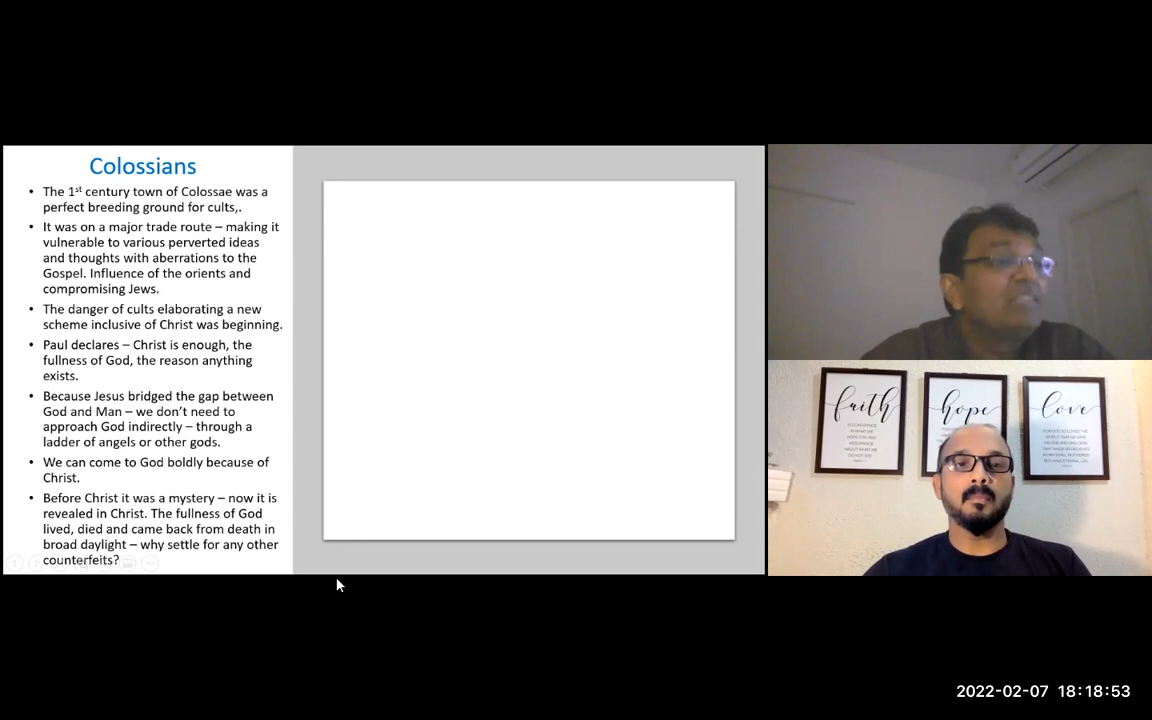 Colossians
• The 1st century town of Colossae was a
perfect breeding ground for cults,.
• It was on a major trade route – making it
vulnerable to various perverted ideas
and thoughts with aberrations to the
Gospel. Influence of the orients and
compromising Jews.
• The danger of cults elaborating a new
scheme inclusive of Christ was beginning.
• Paul declares – Christ is enough, the
fullness of God, the reason anything
exists.
• Because Jesus bridged the gap between
God and Man – we don’t need to
approach God indirectly – through a
ladder of angels or other gods.
• We can come to God boldly because of
Christ.
• Before Christ it was a mystery – now it is
revealed in Christ. The fullness of God
lived, died and came back from death in
broad daylight – why settle for any other
counterfeits?
faith
hope
love
2022-02-07 18:18:53